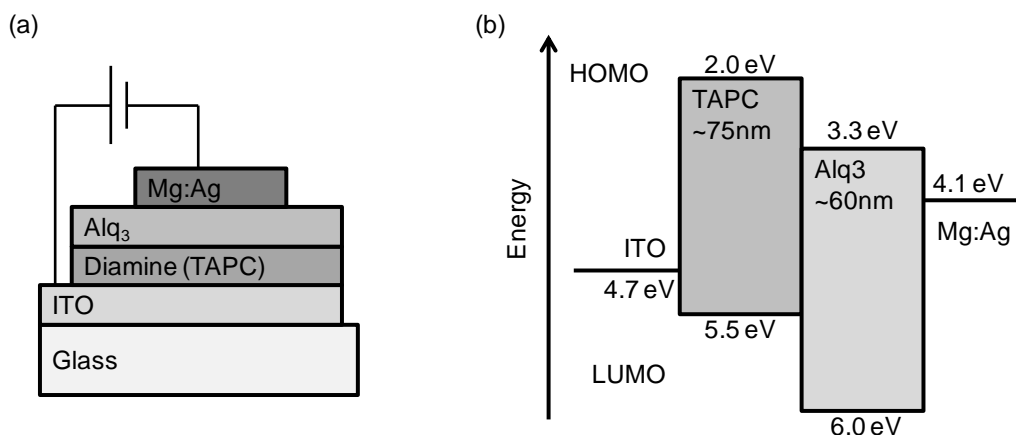 (a)
Mg:Ag
Alq₃
Diamine (TAPC)
ITO
Glass
(b)
Energy
HOMO
LUMO
2.0 eV
TAPC
~75nm
5.5 eV
3.3 eV
Alq3
~60nm
6.0 eV
ITO
4.7 eV
4.1 eV
Mg:Ag